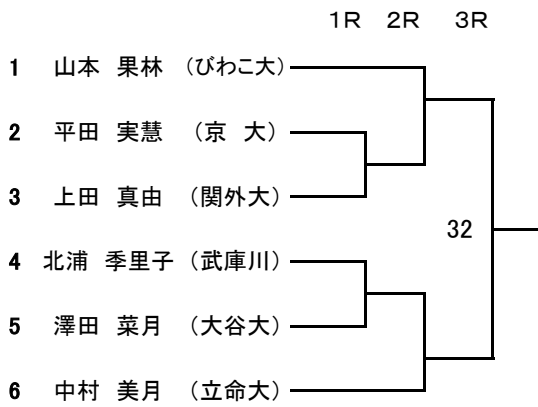 1R 2R 3R
1 山本 果林 (びわこ大)
2 平田 実慧 (京 大)
3 上田 真由 (関外大)
32
4 北浦 季里子 (武庫川)
5 澤田 菜月 (大谷大)
6 中村 美月 (立命大)